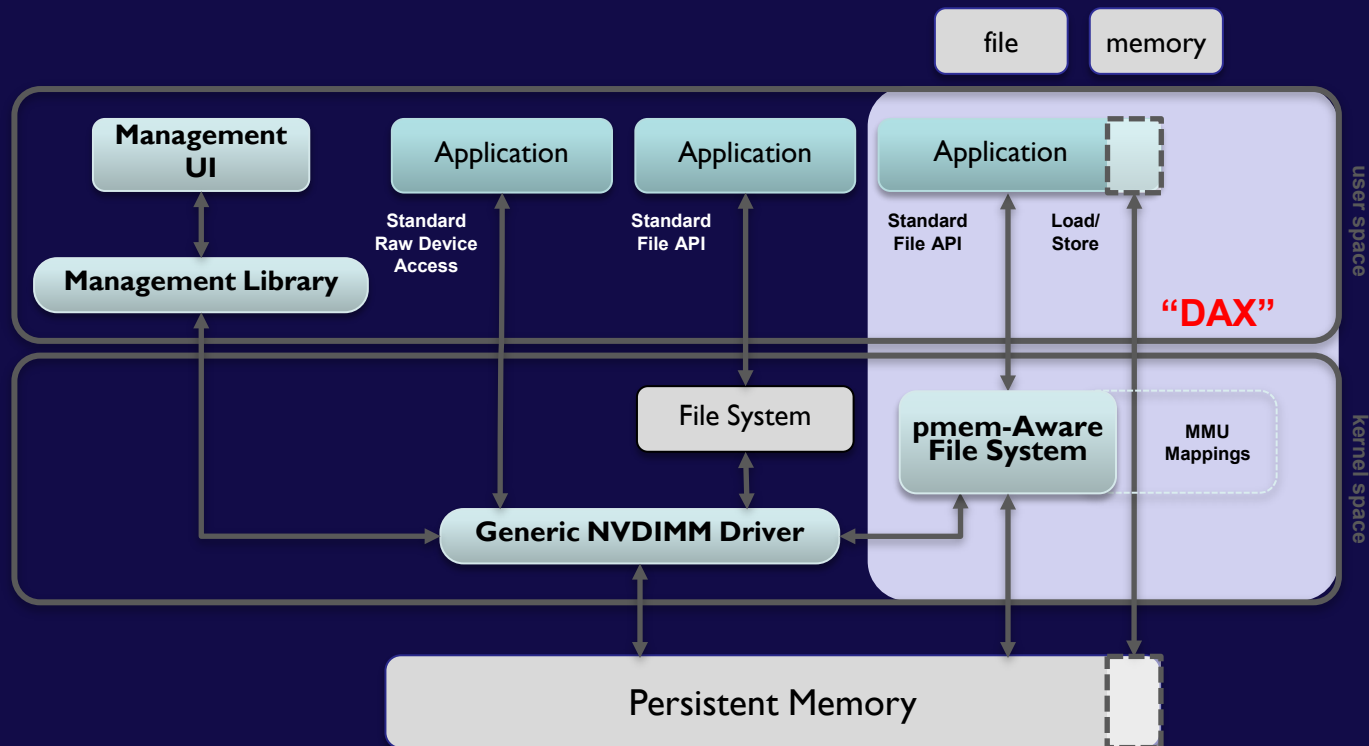 file
memory
Management
UI
Application
Application
Application
Standard
Raw Device
Access
Standard
File API
Standard
File API
Load/
Store
Management Library
“DAX”
user space
File System
pmem-Aware
File System
MMU
Mappings
kernel space
Generic NVDIMM Driver
Persistent Memory